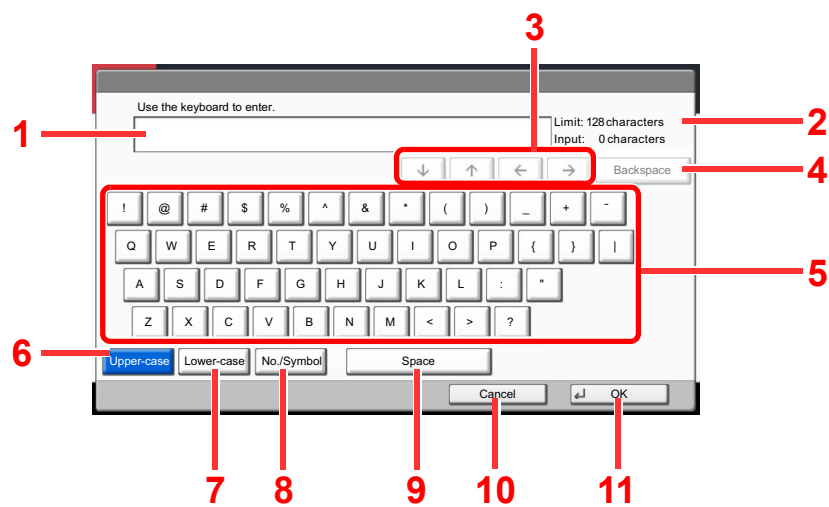 3
Use the keyboard to enter.
1
Limit: 128 characters
2
Input: 0 characters
↓ ↑ ← → Backspace
4
! @ # $ % ^ & * ( ) _ + ~
Q W E R T Y U I O P { } |
A S D F G H J K L : "
5
Z X C V B N M < > ?
6
Upper-case Lower-case No./Symbol Space
Cancel ↵ OK
7 8 9 10 11